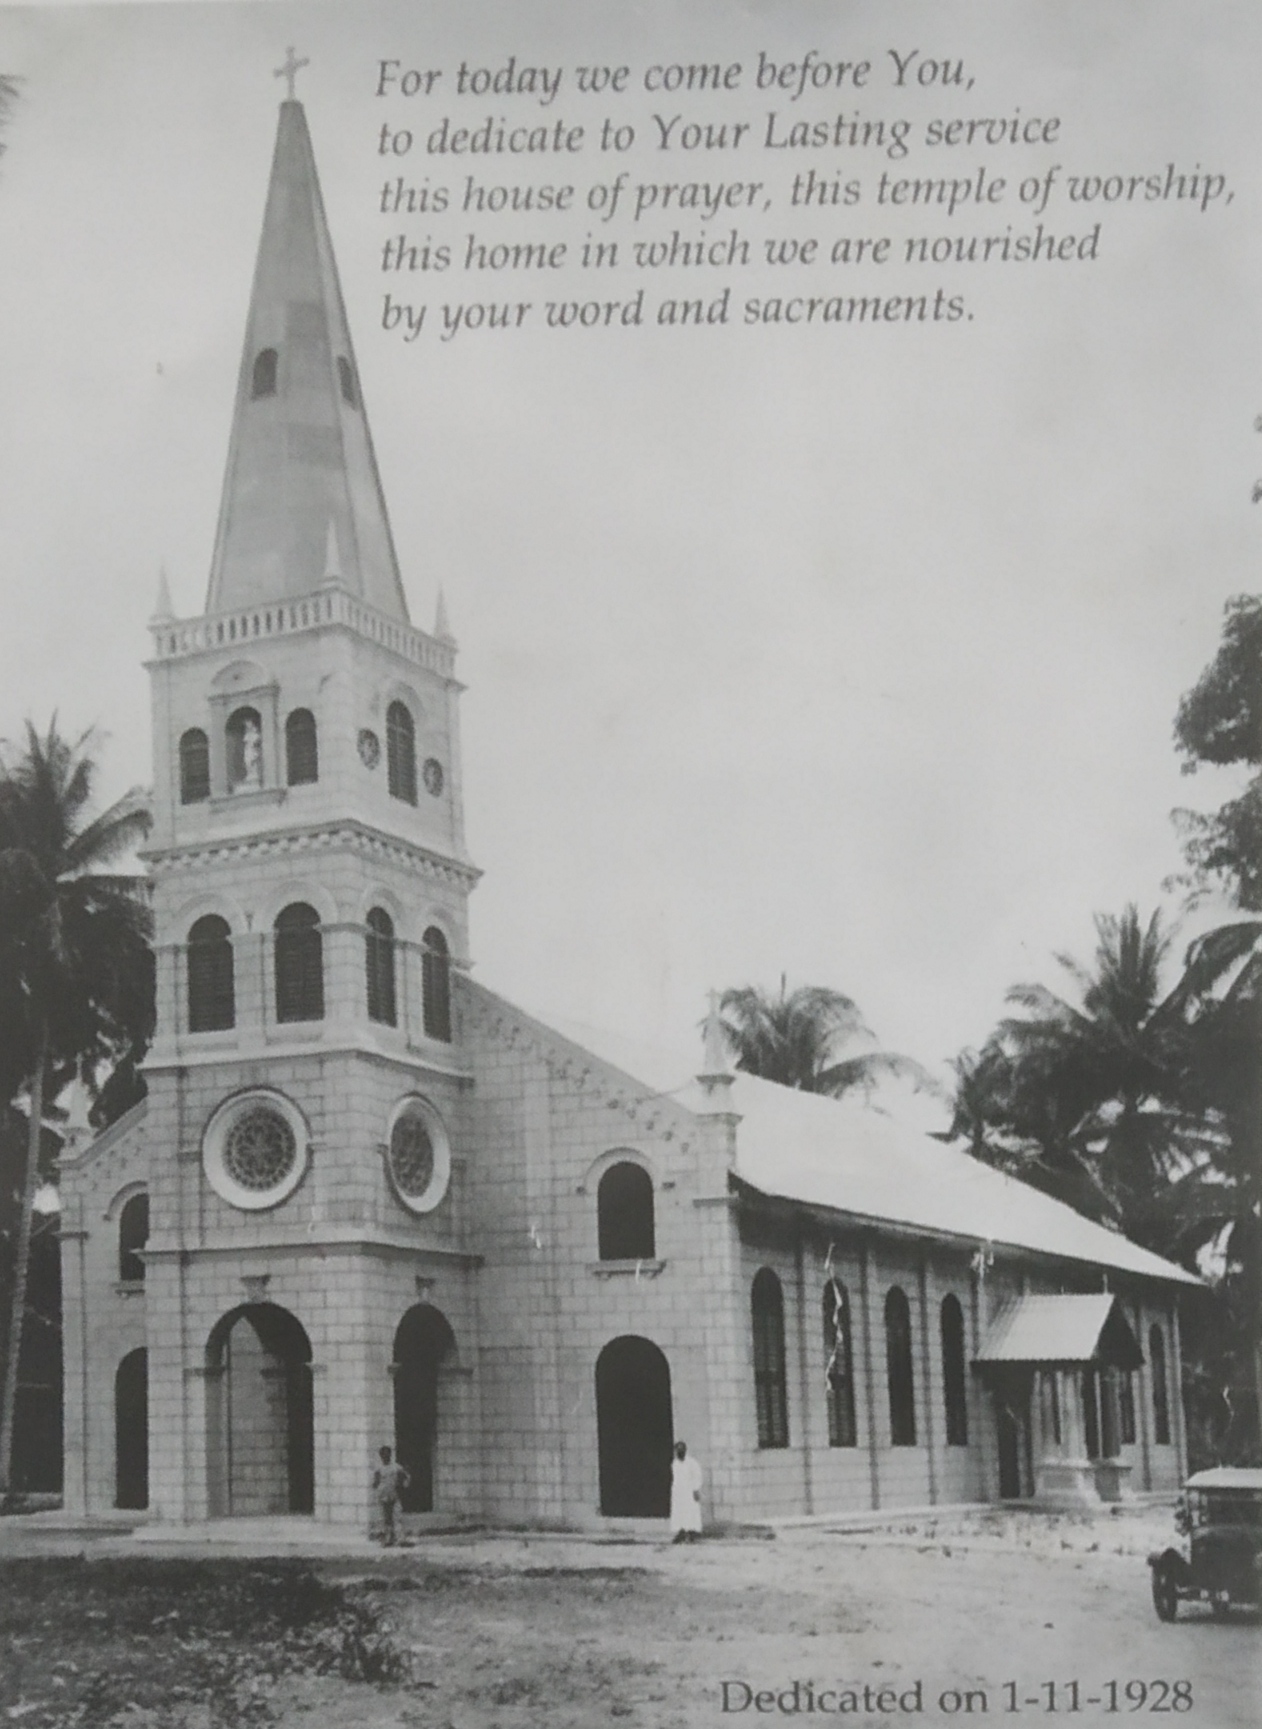 For today we come before You,
to dedicate to Your Lasting service
this house of prayer, this temple of worship,
this home in which we are nourished
by your word and sacraments.
Dedicated on 1-11-1928